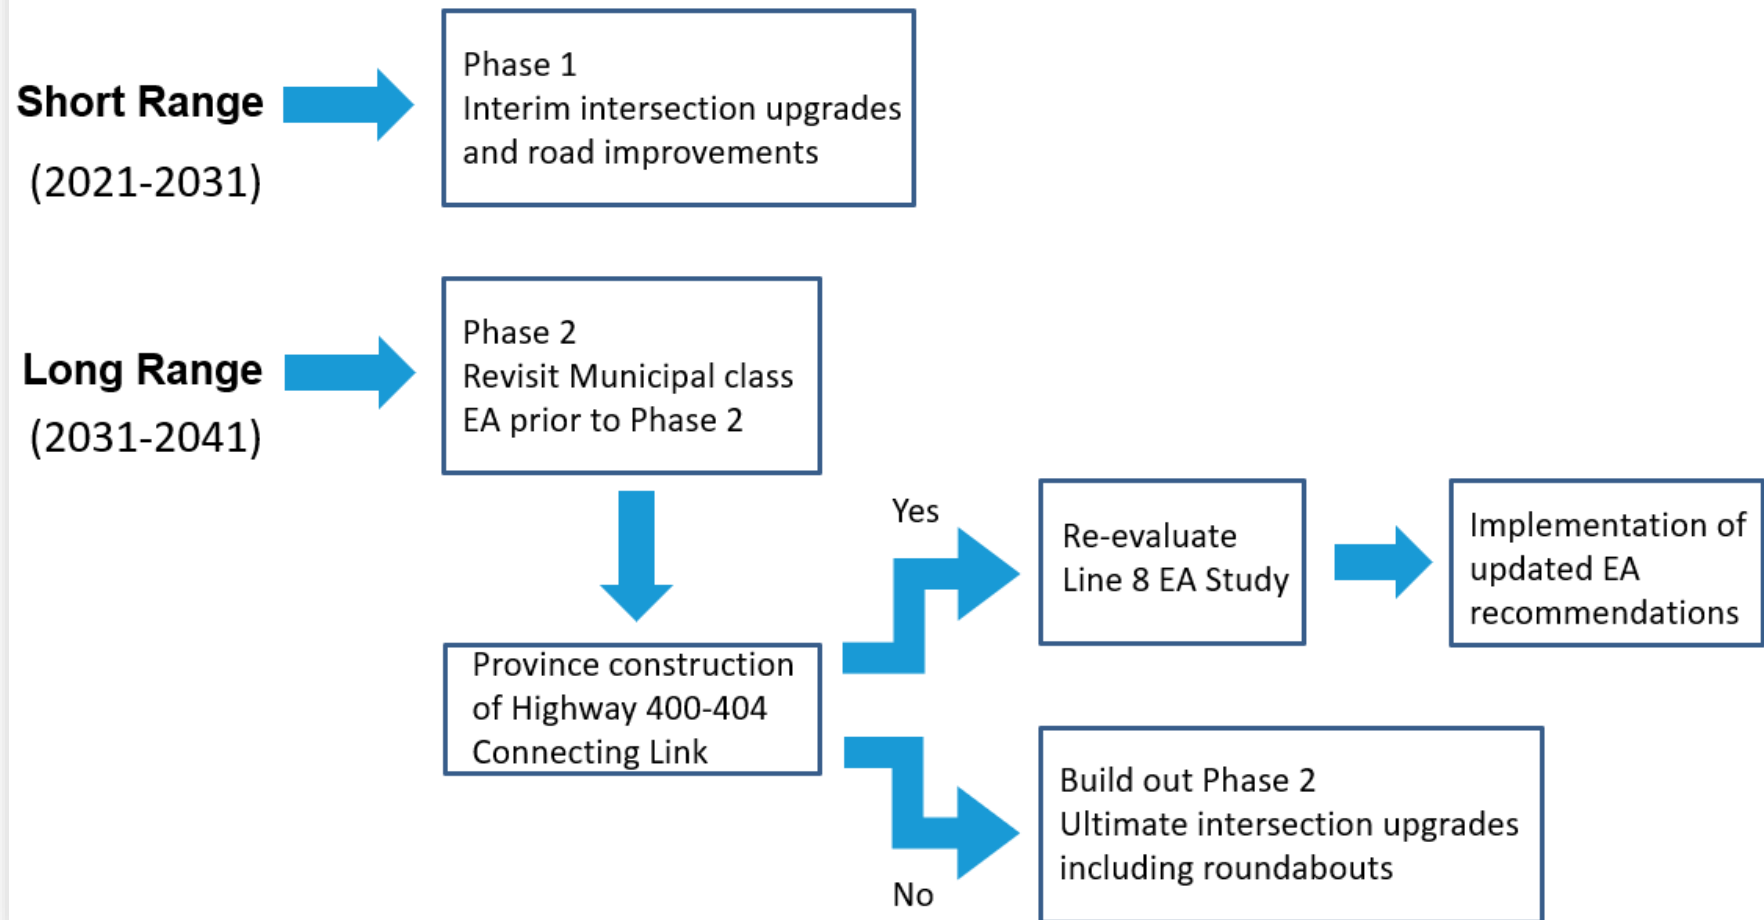 Short Range
(2021-2031)
Phase 1
Interim intersection upgrades
and road improvements
Long Range
(2031-2041)
Phase 2
Revisit Municipal class
EA prior to Phase 2
Province construction
of Highway 400-404
Connecting Link
Yes
Re-evaluate
Line 8 EA Study
Implementation of
updated EA
recommendations
No
Build out Phase 2
Ultimate intersection upgrades
including roundabouts